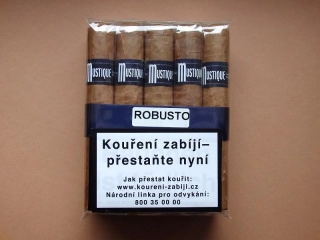 MUSTIQUE MUSTIQUE MUSTIQUE MUSTIQUE MUSTIQUE
ROBUSTO
Kouření zabíjí–
přestaňte nyní
Jak přestat kouřit:
www.koureni-zabiji.cz
Národní linka pro odvykání:
800 35 00 00